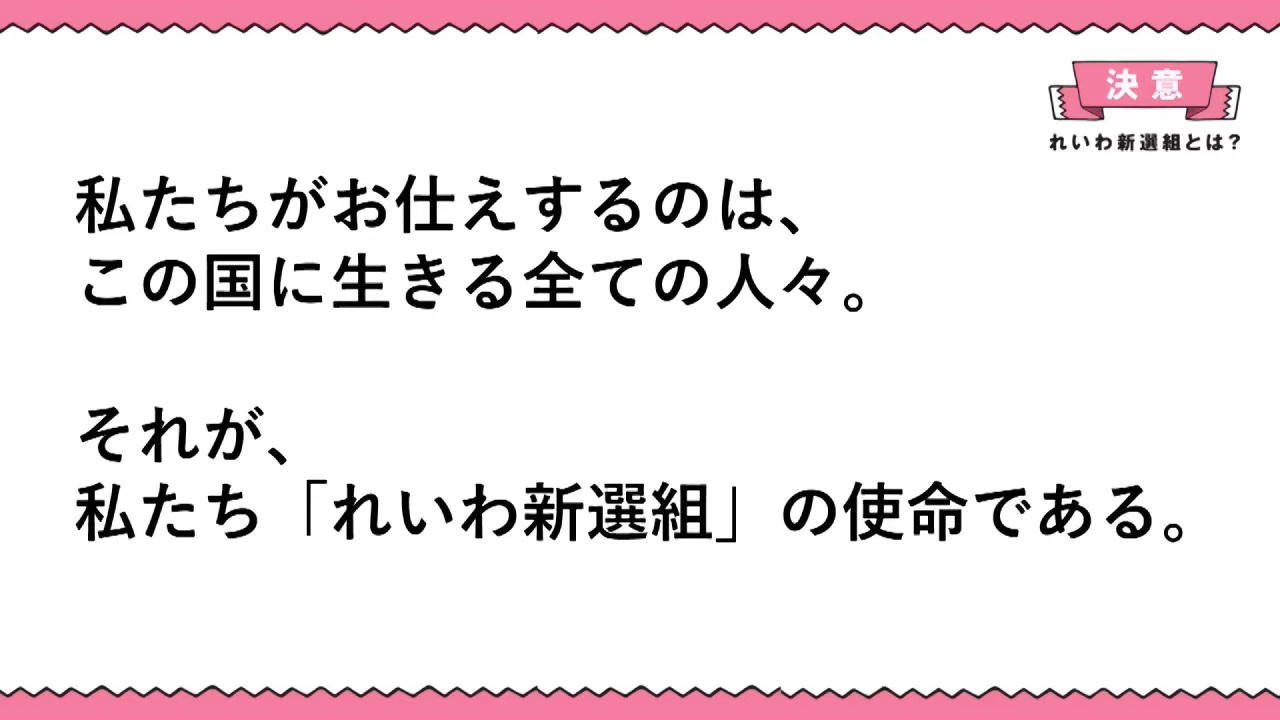 決意
れいわ新選組とは？
私たちがお仕えするのは、
この国に生きる全ての人々。
それが、
私たち「れいわ新選組」の使命である。